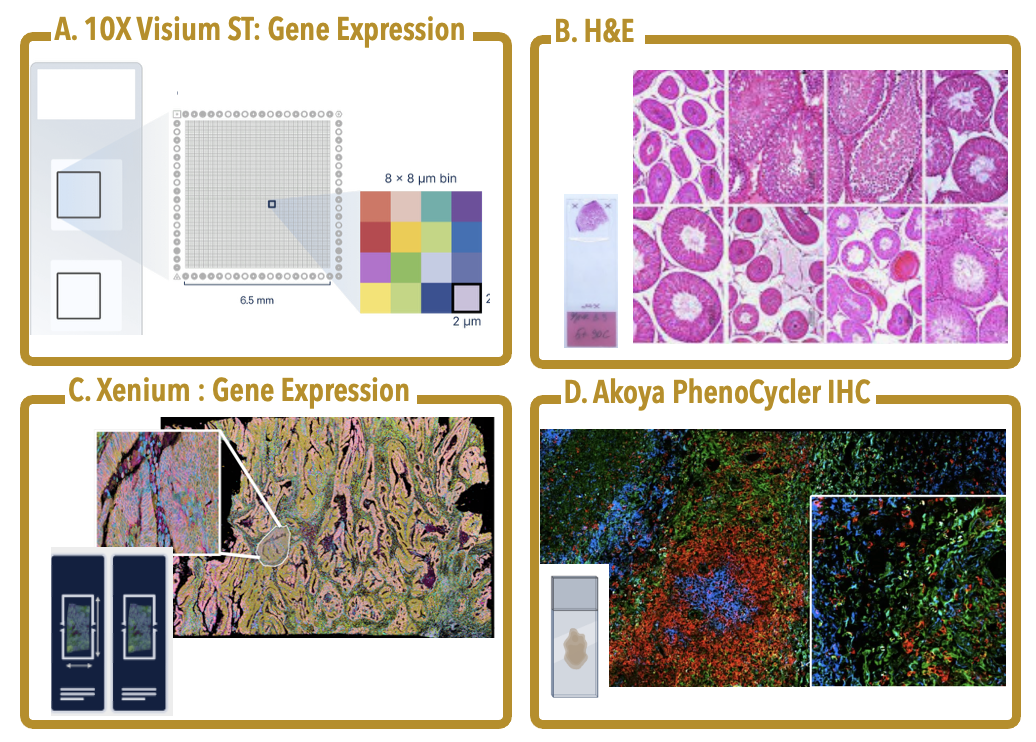 A. 10X Visium ST: Gene Expression
8 × 8 µm bin
6.5 mm
2
2 µm
B. H&E
C. Xenium : Gene Expression
D. Akoya PhenoCycler IHC